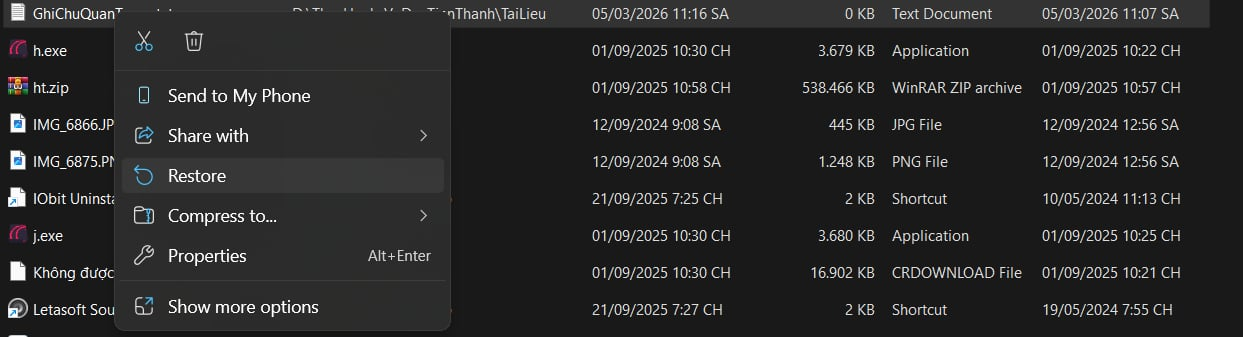 GhiChuQuanT 05/03/2026 11:16 SA 0 KB Text Document 05/03/2026 11:07 SA
h.exe 01/09/2025 10:30 CH 3.679 KB Application 01/09/2025 10:22 CH
ht.zip 01/09/2025 10:58 CH 538.466 KB WinRAR ZIP archive 01/09/2025 10:57 CH
Send to My Phone
IMG_6866.JP 12/09/2024 9:08 SA 445 KB JPG File 12/09/2024 12:56 SA
Share with
IMG_6875.PN 12/09/2024 9:08 SA 1.248 KB PNG File 12/09/2024 12:56 SA
Restore
IObit Uninsta 21/09/2025 7:25 CH 2 KB Shortcut 10/05/2024 11:13 CH
Compress to...
j.exe 01/09/2025 10:30 CH 3.680 KB Application 01/09/2025 10:25 CH
Properties Alt+Enter
Không được 01/09/2025 10:30 CH 16.902 KB CRDOWNLOAD File 01/09/2025 10:21 CH
Show more options
Letasoft Sou 21/09/2025 7:27 CH 2 KB Shortcut 19/05/2024 7:55 CH